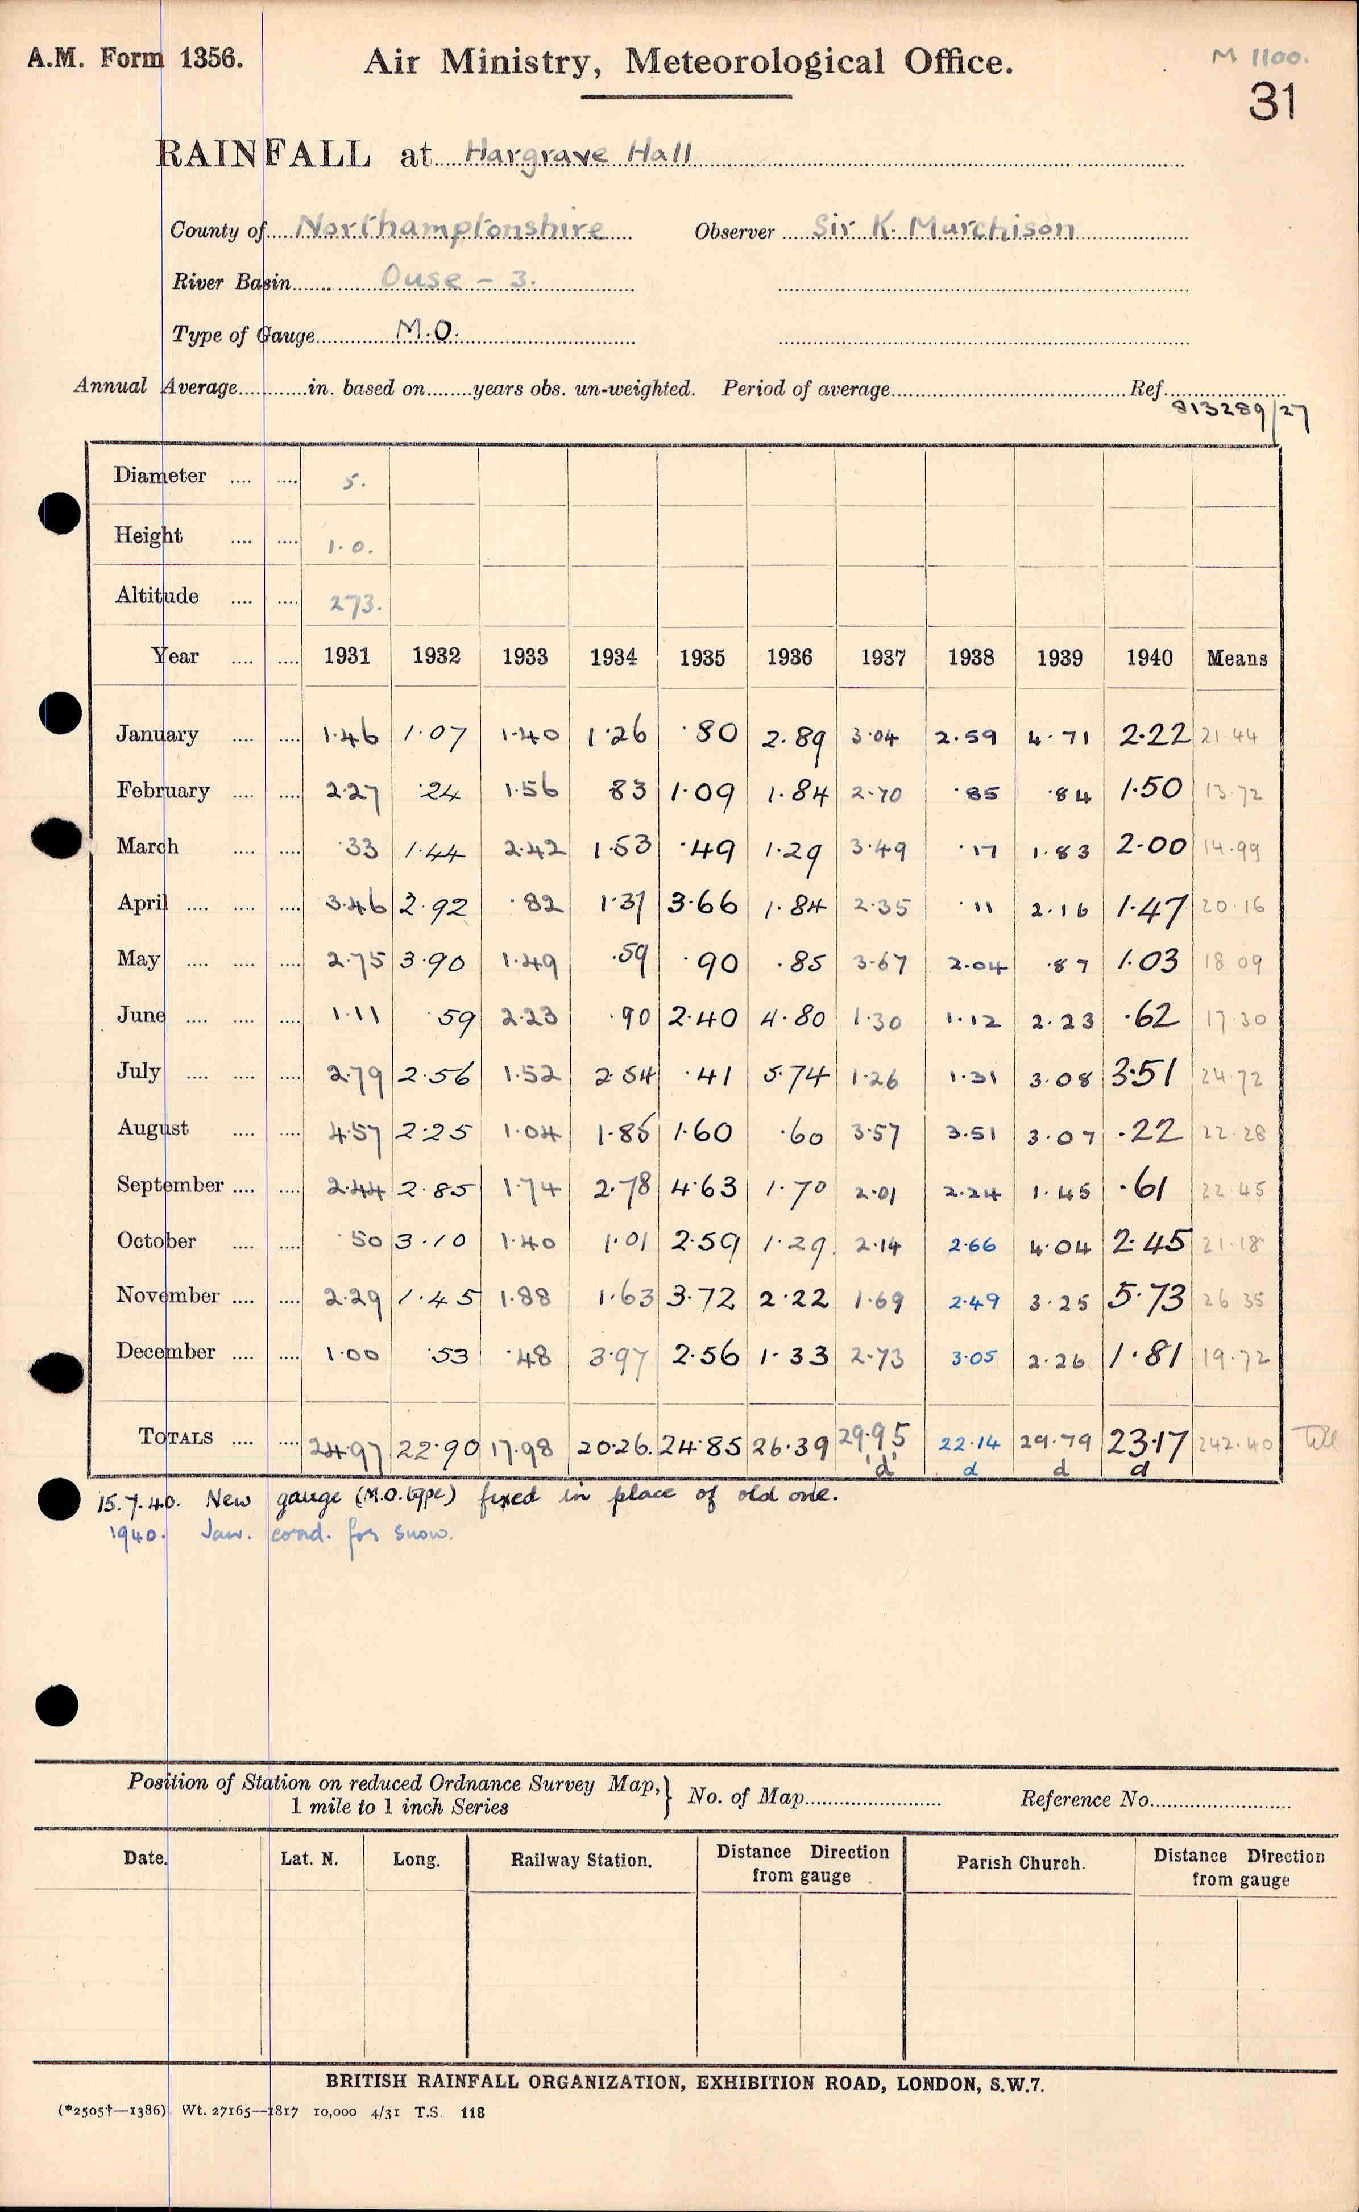 A.M. Form 1356.
Air Ministry, Meteorological Office.
M 1100.
31
RAINFALL at Hargrave Hall
County of Northamptonshire Observer Sir K. Murchison
River Basin Ouse - 3.
Type of Gauge M.O.
Annual Average in. based on years obs. un-weighted. Period of average Ref. 813289/27
Diameter 5.
Height 1.0.
Altitude 273.
Year 1931 1932 1933 1934 1935 1936 1937 1938 1939 1940 Means
January 1.46 1.07 1.40 1.26 .80 2.89 3.04 2.59 4.71 2.22 21.44
February 2.27 .24 1.56 83 1.09 1.84 2.70 .85 .84 1.50 13.72
March .33 1.44 2.42 1.53 .49 1.29 3.49 .17 1.83 2.00 14.99
April 3.46 2.92 .82 1.37 3.66 1.84 2.35 .11 2.16 1.47 20.16
May 2.75 3.90 1.49 .59 .90 .85 3.67 2.04 .87 1.03 18 09
June 1.11 .59 2.23 .90 2.40 4.80 1.30 1.12 2.23 .62 17.30
July 2.79 2.56 1.52 2.54 .41 5.74 1.26 1.31 3.08 3.51 24.72
August 4.57 2.25 1.04 1.85 1.60 .60 3.57 3.51 3.07 .22 22.28
September 2.44 2.85 1.74 2.78 4.63 1.70 2.01 2.24 1.45 .61 22.45
October .50 3.10 1.40 1.01 2.59 1.29 2.14 2.66 4.04 2.45 21.18
November 2.29 1.45 1.88 1.63 3.72 2.22 1.69 2.49 3.25 5.73 26 35
December 1.00 .53 .48 3.97 2.56 1.33 2.73 3.05 2.26 1.81 19.72
TOTALS 24.97 22.90 17.98 20.26. 24.85 26.39 29.95 22.14 29.79 23.17 242.40
'd' d d d
15.7.40. New gauge (M.O. type) fixed in place of old one.
1940. Jan. corrd. for snow.
Position of Station on reduced Ordnance Survey Map, 1 mile to 1 inch Series } No. of Map Reference No.
Date. Lat. N. Long. Railway Station. Distance Direction from gauge Parish Church. Distance Direction from gauge
BRITISH RAINFALL ORGANIZATION, EXHIBITION ROAD, LONDON, S.W.7.
(*2505†—1386) Wt. 27165—1817 10,000 4/31 T.S. 118